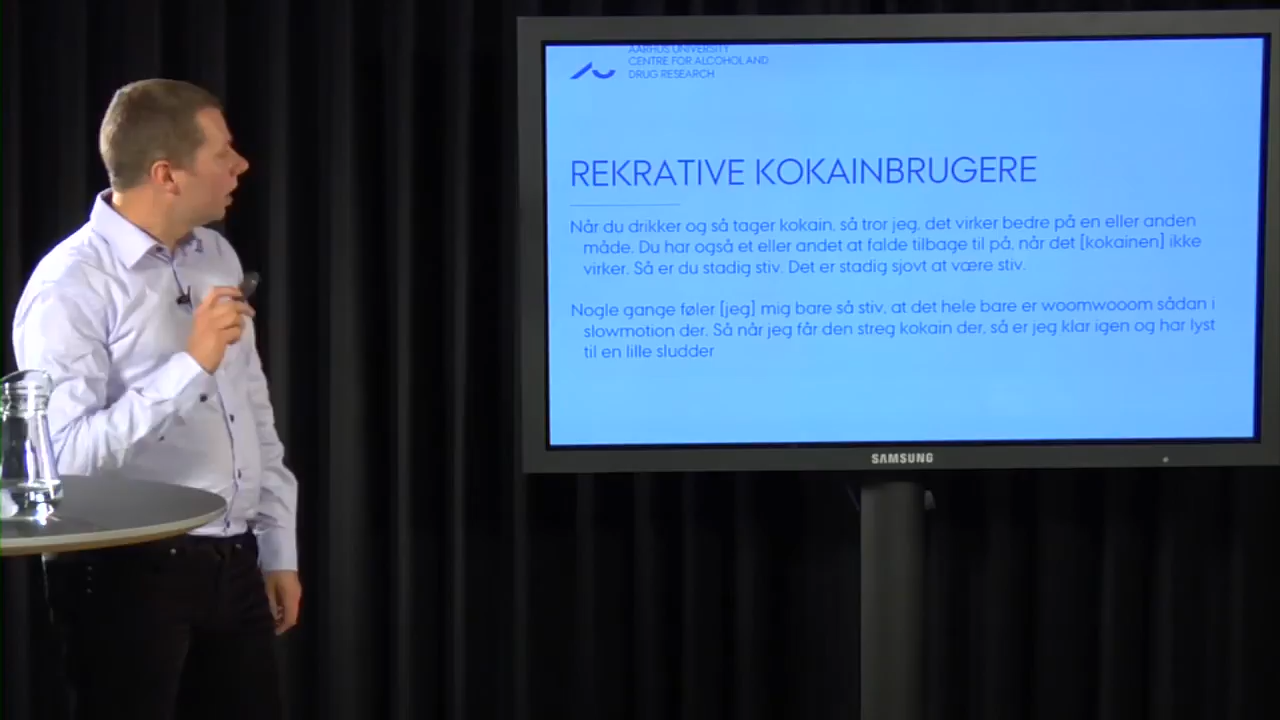 AARHUS UNIVERSITY
CENTRE FOR ALCOHOL AND
DRUG RESEARCH
REKRATIVE KOKAINBRUGERE
Når du drikker og så tager kokain, så tror jeg, det virker bedre på en eller anden
måde. Du har også et eller andet at falde tilbage til på, når det [kokainen] ikke
virker. Så er du stadig stiv. Det er stadig sjovt at være stiv.
Nogle gange føler [jeg] mig bare så stiv, at det hele bare er woomwooom sådan i
slowmotion der. Så når jeg får den streg kokain der, så er jeg klar igen og har lyst
til en lille sludder
SAMSUNG